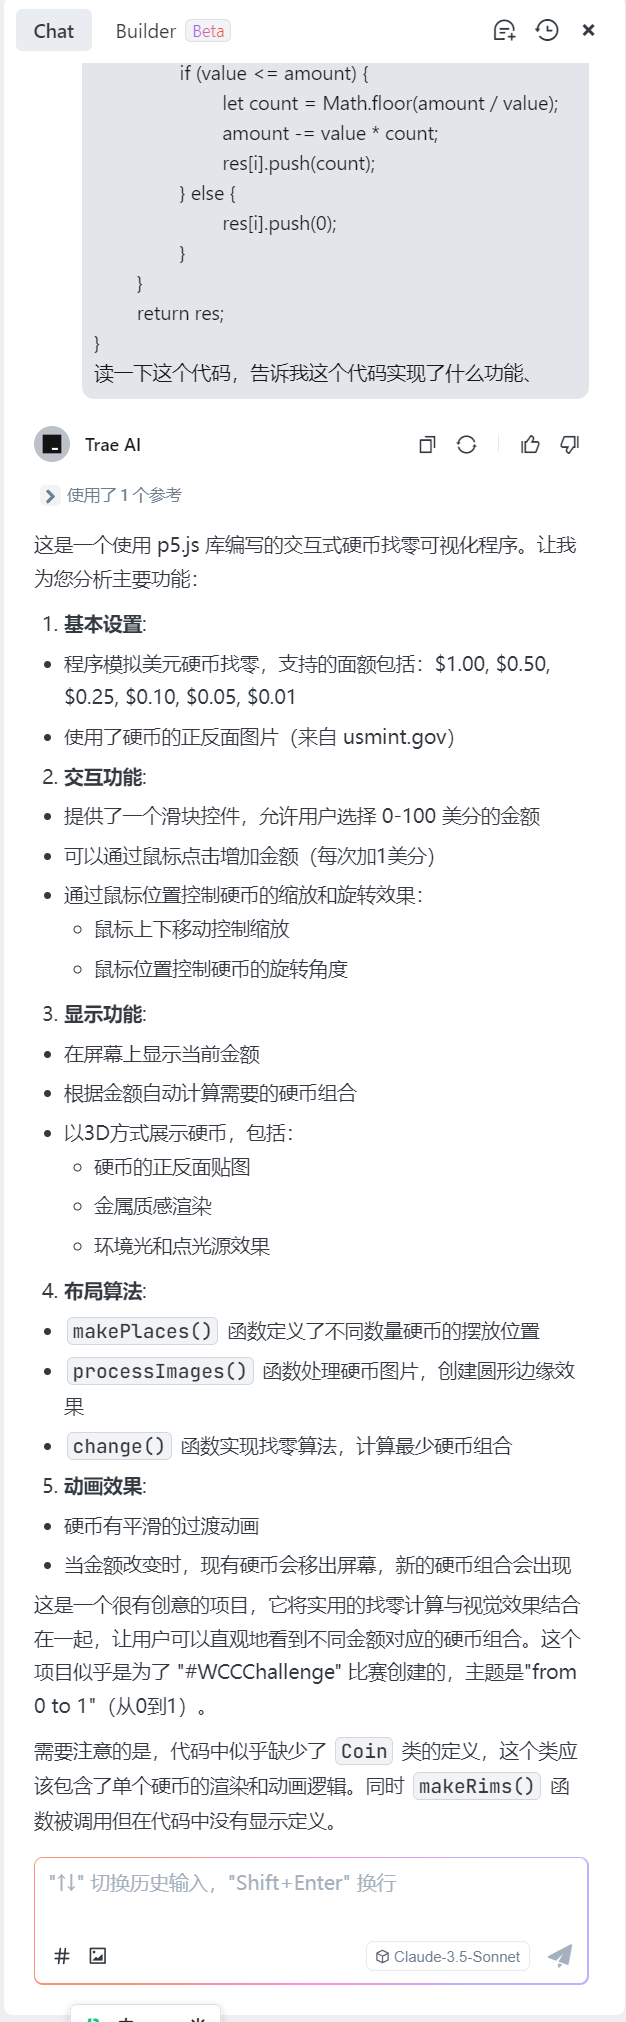 Chat Builder Beta
if (value <= amount) {
let count = Math.floor(amount / value);
amount -= value * count;
res[i].push(count);
} else {
res[i].push(0);
}
}
return res;
}
读一下这个代码，告诉我这个代码实现了什么功能、
Trae AI
使用了 1 个参考
这是一个使用 p5.js 库编写的交互式硬币找零可视化程序。让我
为您分析主要功能：
1. 基本设置:
• 程序模拟美元硬币找零，支持的面额包括：$1.00, $0.50,
$0.25, $0.10, $0.05, $0.01
• 使用了硬币的正反面图片（来自 usmint.gov）
2. 交互功能:
• 提供了一个滑块控件，允许用户选择 0-100 美分的金额
• 可以通过鼠标点击增加金额（每次加1美分）
• 通过鼠标位置控制硬币的缩放和旋转效果：
◦ 鼠标上下移动控制缩放
◦ 鼠标位置控制硬币的旋转角度
3. 显示功能:
• 在屏幕上显示当前金额
• 根据金额自动计算需要的硬币组合
• 以3D方式展示硬币，包括：
◦ 硬币的正反面贴图
◦ 金属质感渲染
◦ 环境光和点光源效果
4. 布局算法:
• makePlaces() 函数定义了不同数量硬币的摆放位置
• processImages() 函数处理硬币图片，创建圆形边缘效
果
• change() 函数实现找零算法，计算最少硬币组合
5. 动画效果:
• 硬币有平滑的过渡动画
• 当金额改变时，现有硬币会移出屏幕，新的硬币组合会出现
这是一个很有创意的项目，它将实用的找零计算与视觉效果结合
在一起，让用户可以直观地看到不同金额对应的硬币组合。这个
项目似乎是为了 "#WCCChallenge" 比赛创建的，主题是"from
0 to 1"（从0到1）。
需要注意的是，代码中似乎缺少了 Coin 类的定义，这个类应
该包含了单个硬币的渲染和动画逻辑。同时 makeRims() 函
数被调用但在代码中没有显示定义。
"↑↓" 切换历史输入，"Shift+Enter" 换行
# Claude-3.5-Sonnet